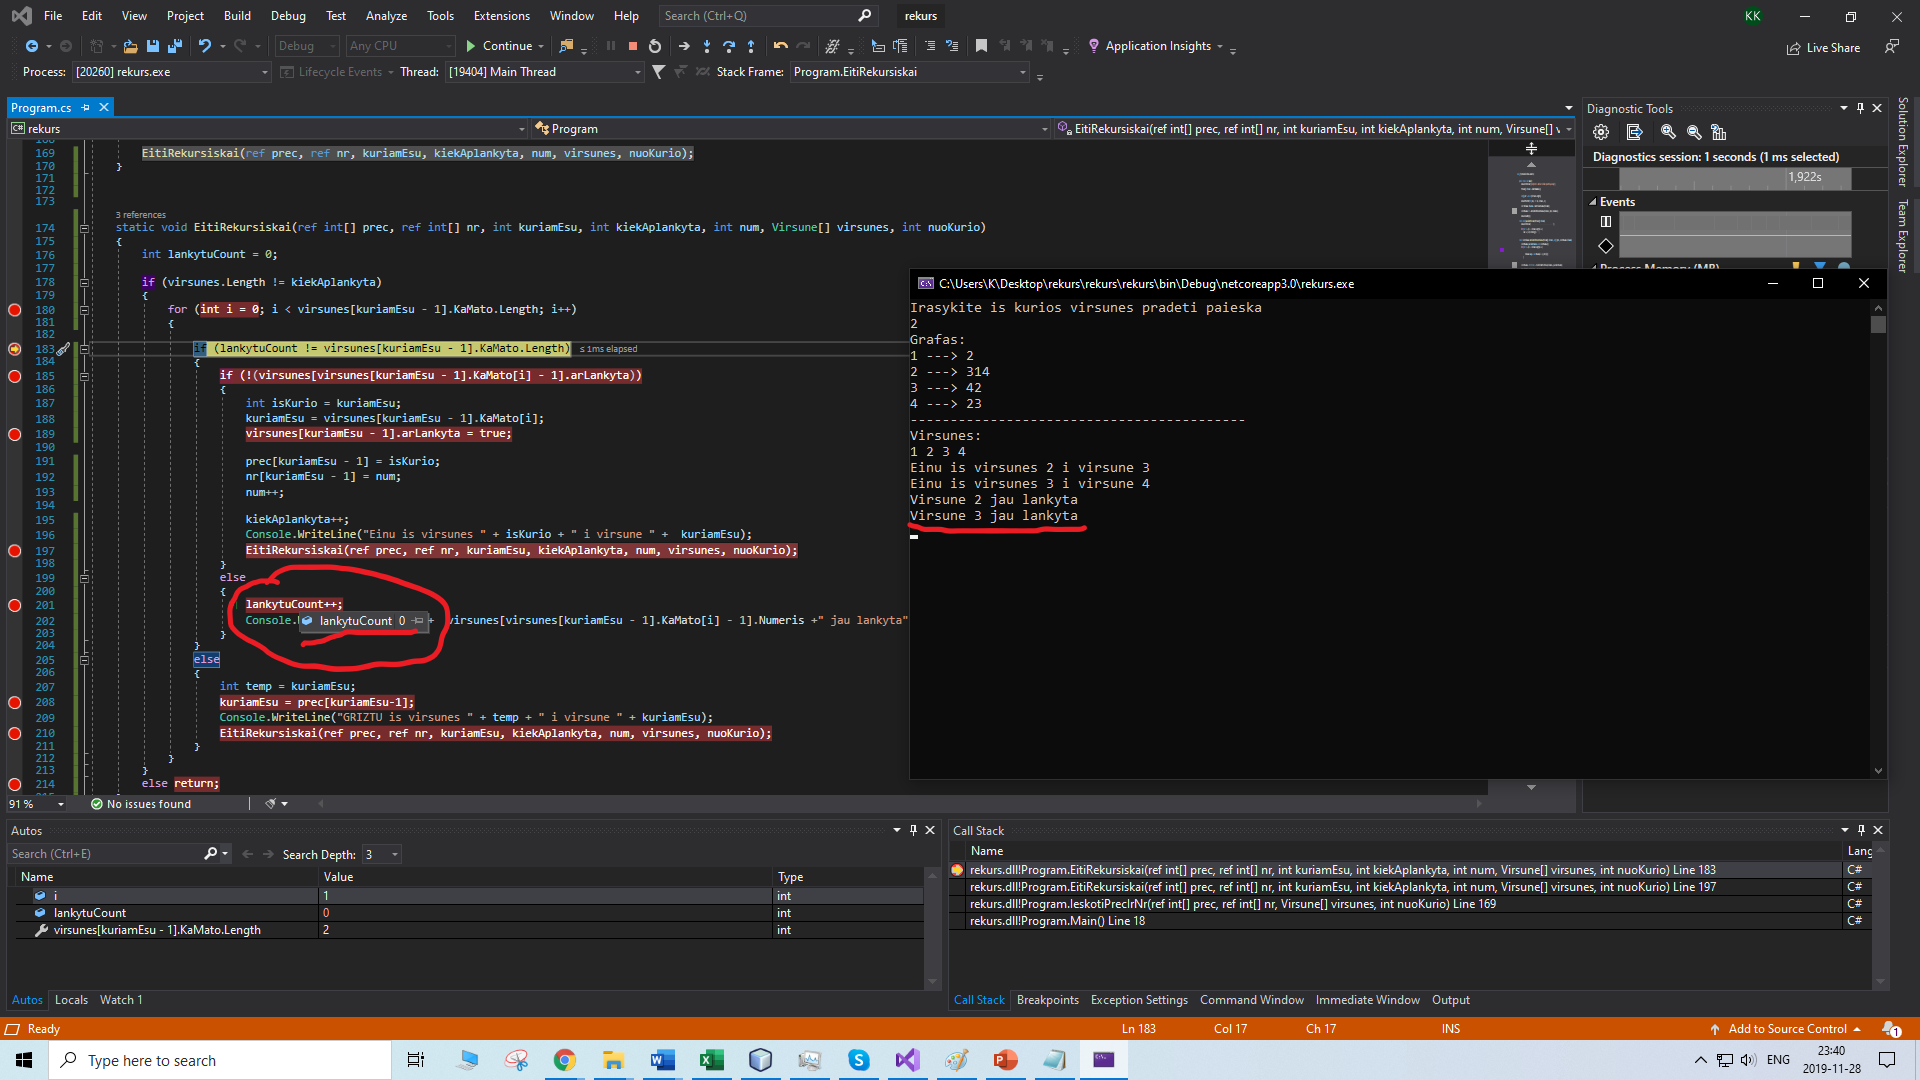 File Edit View Project Build Debug Test Analyze Tools Extensions Window Help Search (Ctrl+Q) rekurs KK
Debug Any CPU Continue Application Insights Live Share
Process: [20260] rekurs.exe Lifecycle Events Thread: [19404] Main Thread Stack Frame: Program.EitiRekursiskai
Program.cs
rekurs Program EitiRekursiskai(ref int[] prec, ref int[] nr, int kuriamEsu, int kiekAplankyta, int num, Virsune[] v
169 EitiRekursiskai(ref prec, ref nr, kuriamEsu, kiekAplankyta, num, virsunes, nuoKurio);
170 }
171
172
173
3 references
174 static void EitiRekursiskai(ref int[] prec, ref int[] nr, int kuriamEsu, int kiekAplankyta, int num, Virsune[] virsunes, int nuoKurio)
175 {
176 int lankytuCount = 0;
177
178 if (virsunes.Length != kiekAplankyta)
179 {
180 for (int i = 0; i < virsunes[kuriamEsu - 1].KaMato.Length; i++)
181 {
182
183 if (lankytuCount != virsunes[kuriamEsu - 1].KaMato.Length) ≤ 1ms elapsed
184 {
185 if (!(virsunes[virsunes[kuriamEsu - 1].KaMato[i] - 1].arLankyta))
186 {
187 int isKurio = kuriamEsu;
188 kuriamEsu = virsunes[kuriamEsu - 1].KaMato[i];
189 virsunes[kuriamEsu - 1].arLankyta = true;
190
191 prec[kuriamEsu - 1] = isKurio;
192 nr[kuriamEsu - 1] = num;
193 num++;
194
195 kiekAplankyta++;
196 Console.WriteLine("Einu is virsunes " + isKurio + " i virsune " + kuriamEsu);
197 EitiRekursiskai(ref prec, ref nr, kuriamEsu, kiekAplankyta, num, virsunes, nuoKurio);
198 }
199 else
200 {
201 lankytuCount++;
202 Console. lankytuCount 0 + virsunes[virsunes[kuriamEsu - 1].KaMato[i] - 1].Numeris +" jau lankyta"
203 }
204 }
205 else
206 {
207 int temp = kuriamEsu;
208 kuriamEsu = prec[kuriamEsu-1];
209 Console.WriteLine("GRIZTU is virsunes " + temp + " i virsune " + kuriamEsu);
210 EitiRekursiskai(ref prec, ref nr, kuriamEsu, kiekAplankyta, num, virsunes, nuoKurio);
211 }
212 }
213 }
214 else return;
91 % No issues found
C:\Users\K\Desktop\rekurs\rekurs\rekurs\bin\Debug\netcoreapp3.0\rekurs.exe
Irasykite is kurios virsunes pradeti paieska
2
Grafas:
1 ---> 2
2 ---> 314
3 ---> 42
4 ---> 23
------------------------------------------
Virsunes:
1 2 3 4
Einu is virsunes 2 i virsune 3
Einu is virsunes 3 i virsune 4
Virsune 2 jau lankyta
Virsune 3 jau lankyta
Diagnostic Tools
Diagnostics session: 1 seconds (1 ms selected)
1,922s
Events
Process Memory (MB)
Solution Explorer
Team Explorer
Autos
Search (Ctrl+E) Search Depth: 3
Name Value Type
i 1 int
lankytuCount 0 int
virsunes[kuriamEsu - 1].KaMato.Length 2 int
Autos Locals Watch 1
Call Stack
Name Lang
rekurs.dll!Program.EitiRekursiskai(ref int[] prec, ref int[] nr, int kuriamEsu, int kiekAplankyta, int num, Virsune[] virsunes, int nuoKurio) Line 183 C#
rekurs.dll!Program.EitiRekursiskai(ref int[] prec, ref int[] nr, int kuriamEsu, int kiekAplankyta, int num, Virsune[] virsunes, int nuoKurio) Line 197 C#
rekurs.dll!Program.IeskotiPrecIrNr(ref int[] prec, ref int[] nr, Virsune[] virsunes, int nuoKurio) Line 169 C#
rekurs.dll!Program.Main() Line 18 C#
Call Stack Breakpoints Exception Settings Command Window Immediate Window Output
Ready Ln 183 Col 17 Ch 17 INS Add to Source Control 1
Type here to search ENG 23:40
2019-11-28